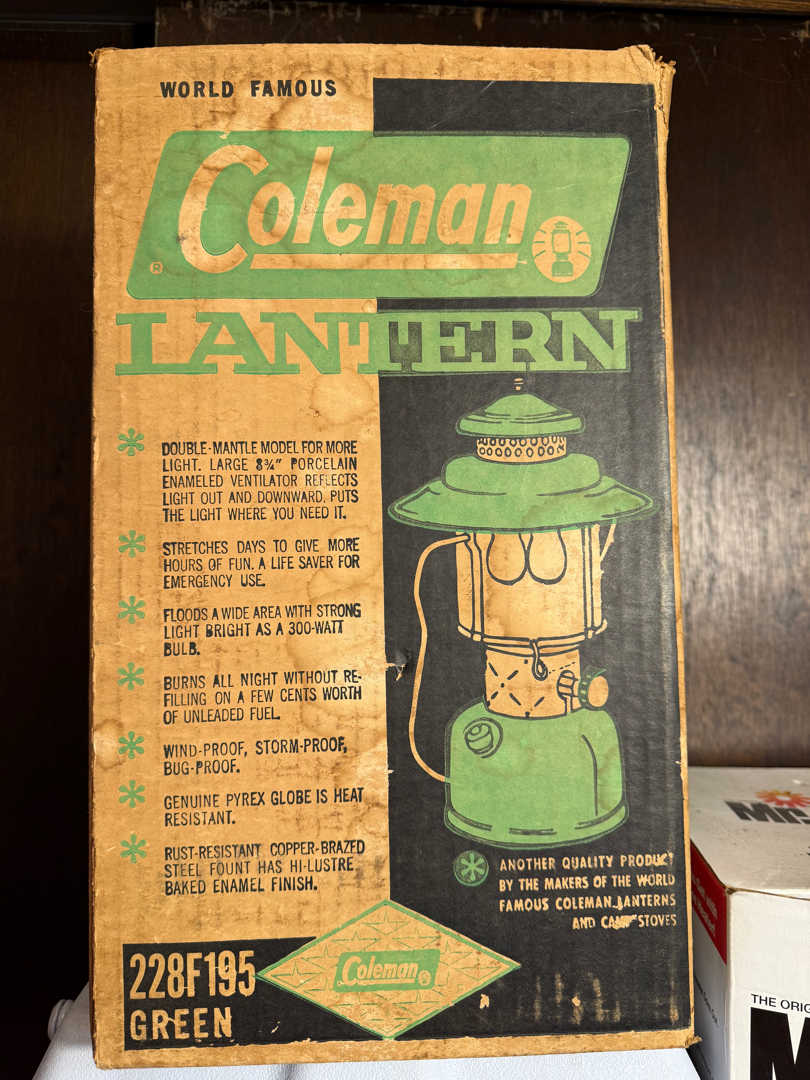 WORLD FAMOUS
Coleman
®
LANTERN
DOUBLE-MANTLE MODEL FOR MORE
LIGHT. LARGE 8¾" PORCELAIN
ENAMELED VENTILATOR REFLECTS
LIGHT OUT AND DOWNWARD. PUTS
THE LIGHT WHERE YOU NEED IT.
STRETCHES DAYS TO GIVE MORE
HOURS OF FUN. A LIFE SAVER FOR
EMERGENCY USE.
FLOODS A WIDE AREA WITH STRONG
LIGHT BRIGHT AS A 300-WATT
BULB.
BURNS ALL NIGHT WITHOUT RE-
FILLING ON A FEW CENTS WORTH
OF UNLEADED FUEL.
WIND-PROOF, STORM-PROOF,
BUG-PROOF.
GENUINE PYREX GLOBE IS HEAT
RESISTANT.
RUST-RESISTANT COPPER-BRAZED
STEEL FOUNT HAS HI-LUSTRE
BAKED ENAMEL FINISH.
ANOTHER QUALITY PRODUCT
BY THE MAKERS OF THE WORLD
FAMOUS COLEMAN LANTERNS
AND CAMP STOVES
228F195
GREEN
Coleman
THE ORIG